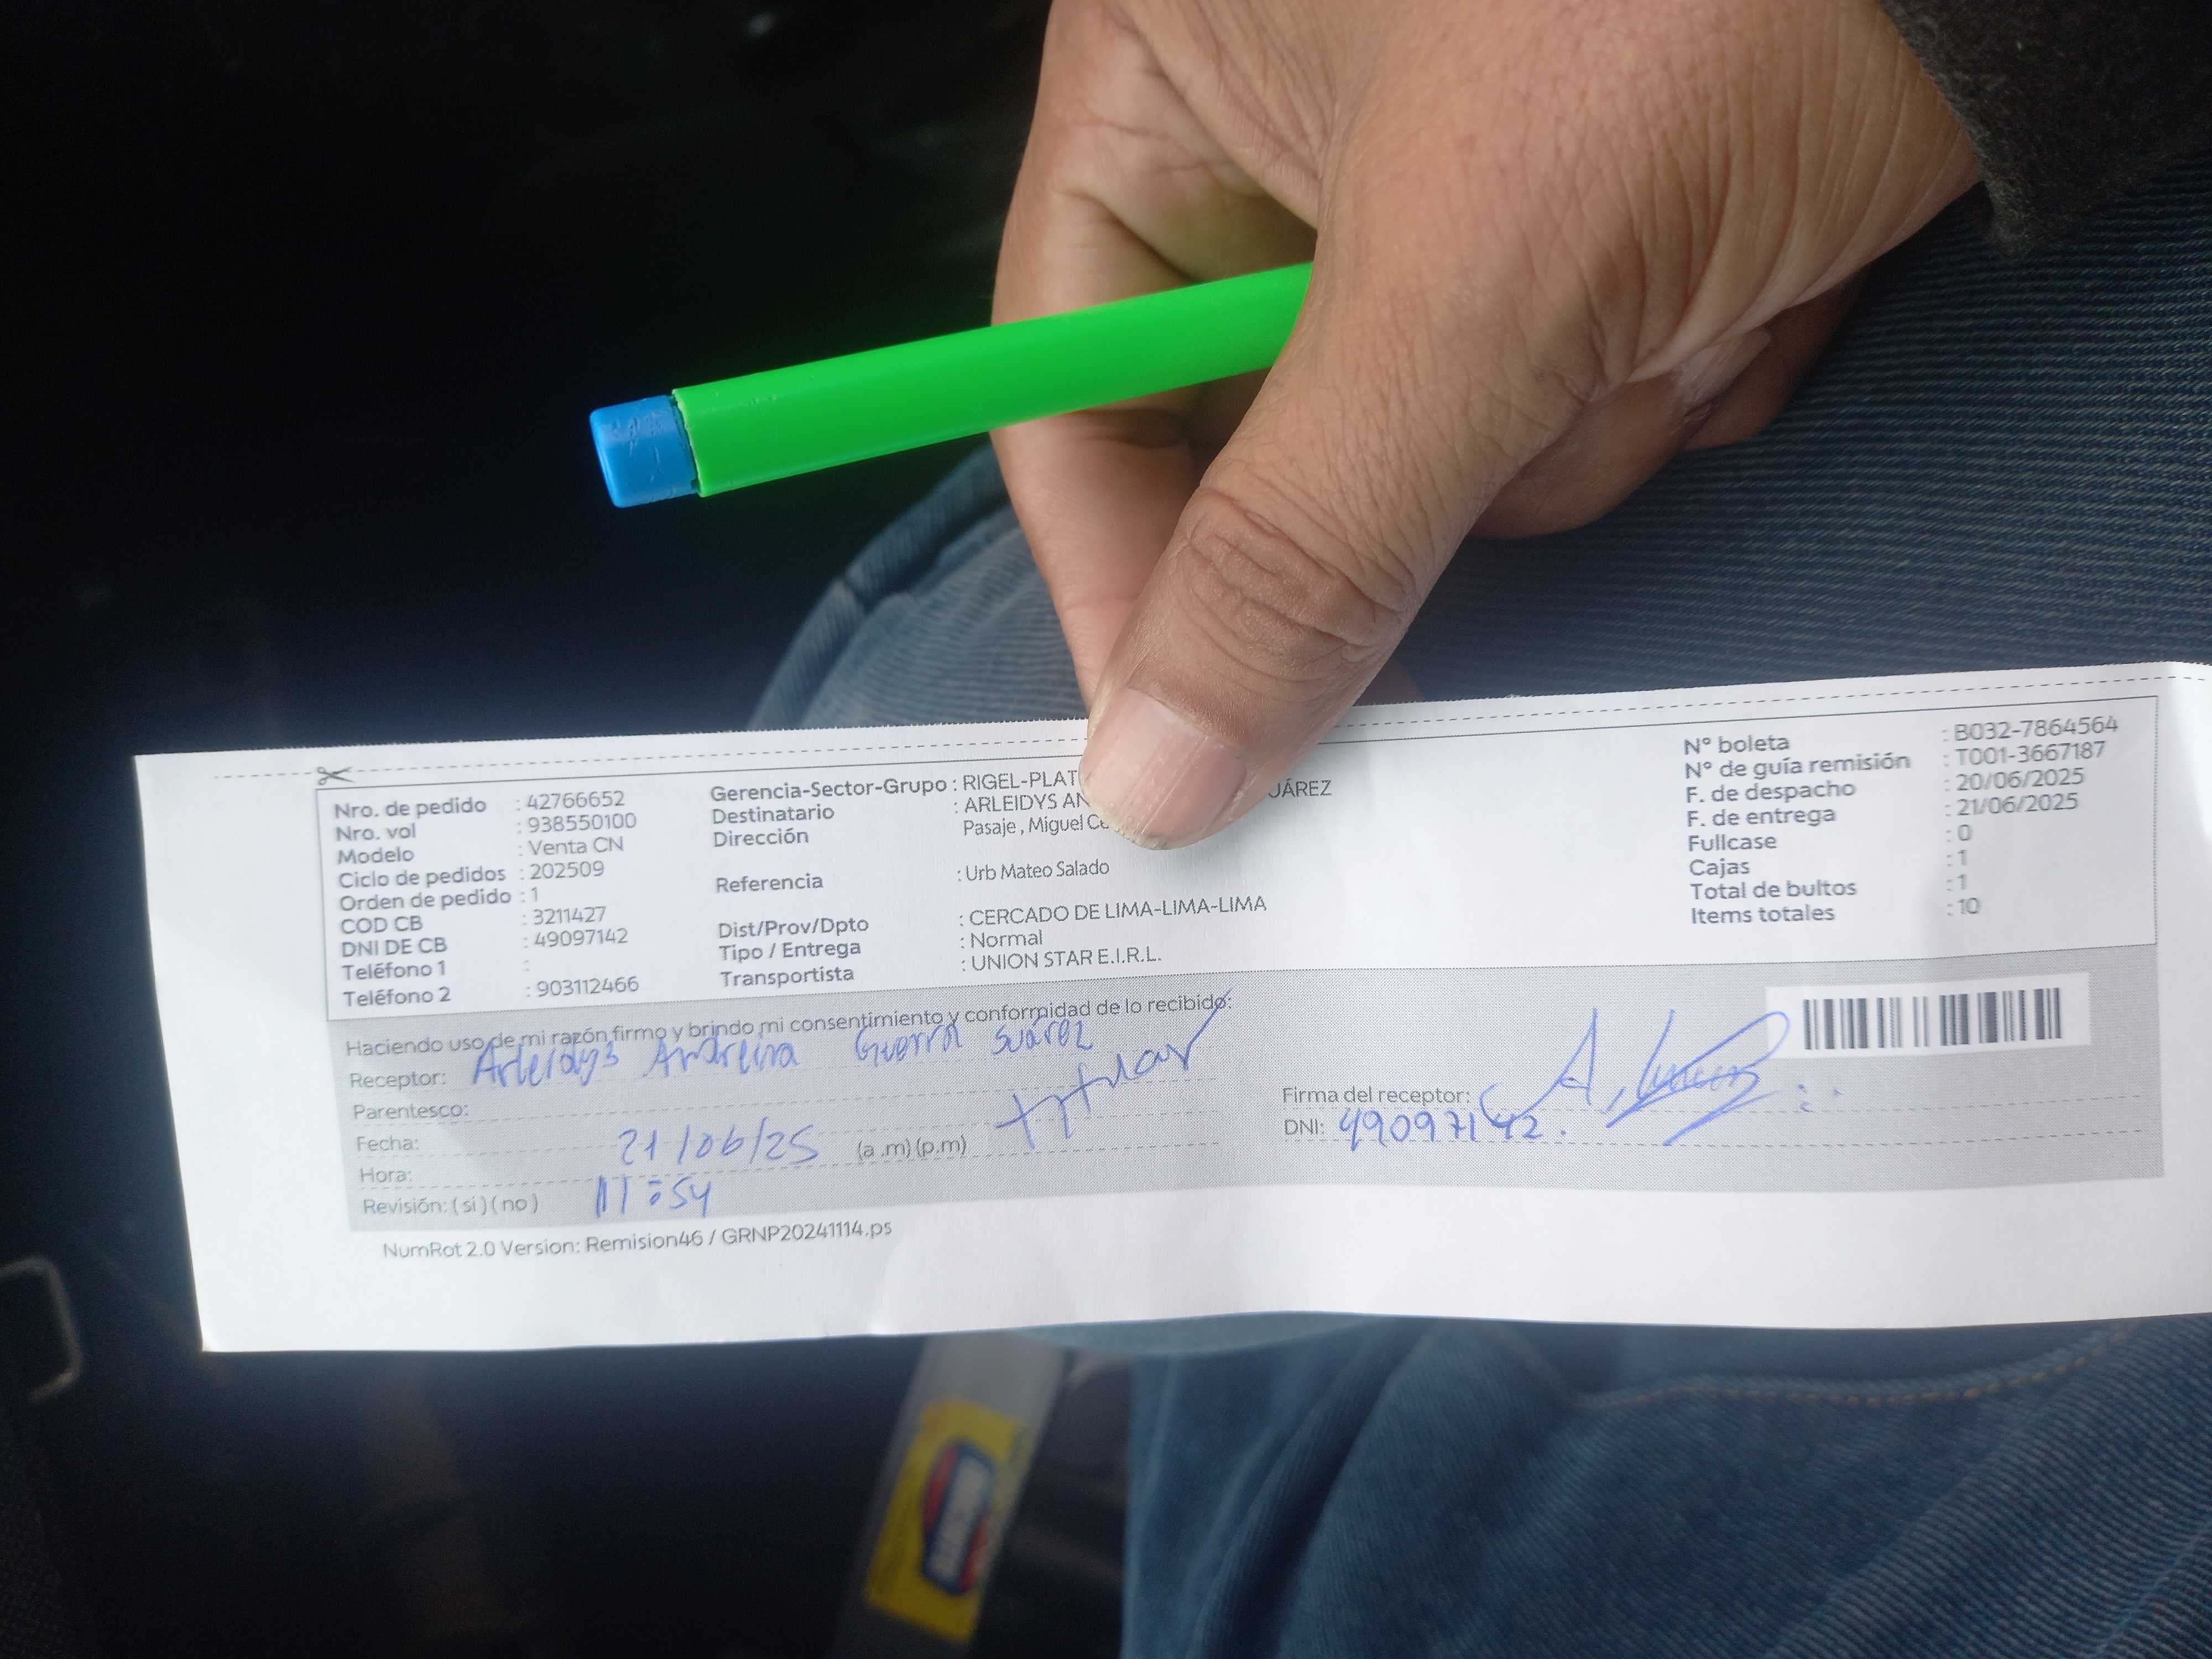 Nro. de pedido : 42766652
Nro. vol : 938550100
Modelo : Venta CN
Ciclo de pedidos : 202509
Orden de pedido : 1
COD CB : 3211427
DNI DE CB : 49097142
Teléfono 1 :
Teléfono 2 : 903112466
Gerencia-Sector-Grupo : RIGEL-PLAT
Destinatario : ARLEIDYS AN UÁREZ
Dirección Pasaje , Miguel
Referencia : Urb Mateo Salado
Dist/Prov/Dpto : CERCADO DE LIMA-LIMA-LIMA
Tipo / Entrega : Normal
Transportista : UNION STAR E.I.R.L.
N° boleta : B032-7864564
N° de guía remisión : T001-3667187
F. de despacho : 20/06/2025
F. de entrega : 21/06/2025
Fullcase : 0
Cajas : 1
Total de bultos : 1
Items totales : 10
Haciendo uso de mi razón firmo y brindo mi consentimiento y conformidad de lo recibido:
Receptor: Arleidys Andreina Guerra Suárez
Parentesco: titular
Fecha: 21/06/25 (a .m) (p.m)
Hora: 11:54
Revisión: ( si ) ( no )
Firma del receptor:
DNI: 49097142.
NumRot 2.0 Version: Remision46 / GRNP20241114.ps